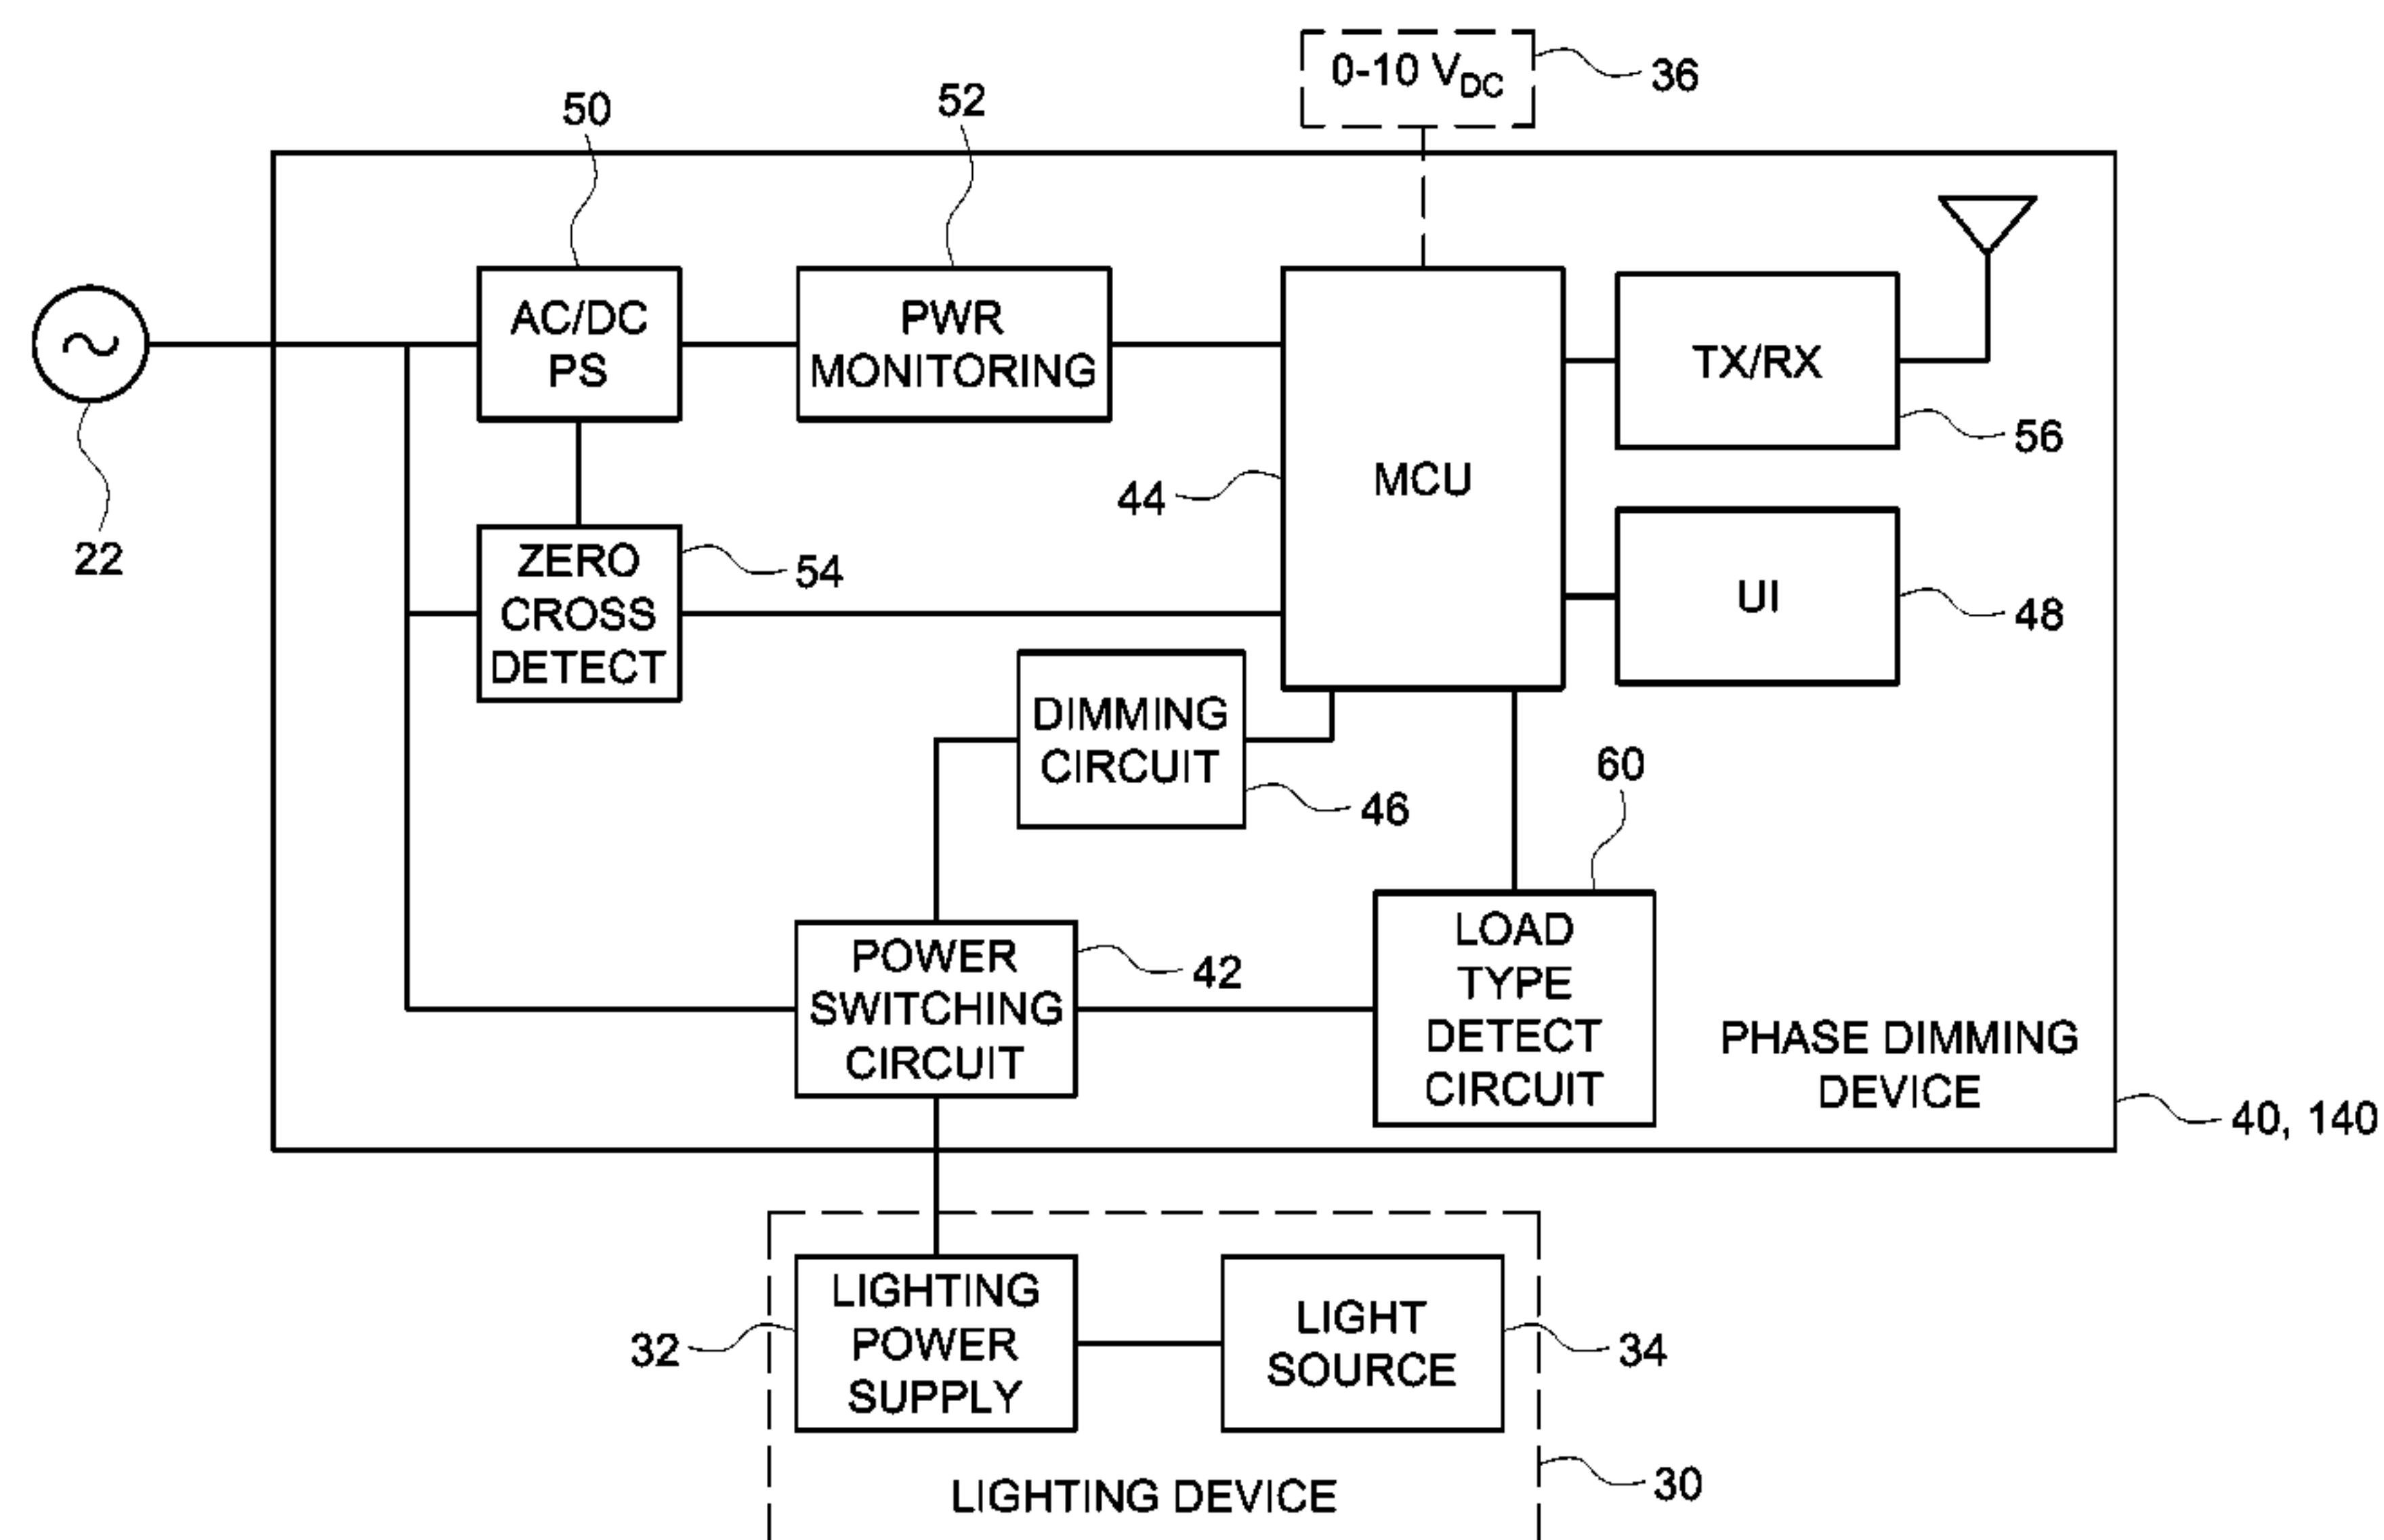 0-10 VDC
36
50
52
AC/DC
PS
PWR
MONITORING
TX/RX
56
44
MCU
22
ZERO
CROSS
DETECT
54
UI
48
DIMMING
CIRCUIT
46
60
POWER
SWITCHING
CIRCUIT
42
LOAD
TYPE
DETECT
CIRCUIT
PHASE DIMMING
DEVICE
40, 140
LIGHTING
POWER
SUPPLY
32
LIGHT
SOURCE
34
LIGHTING DEVICE
30